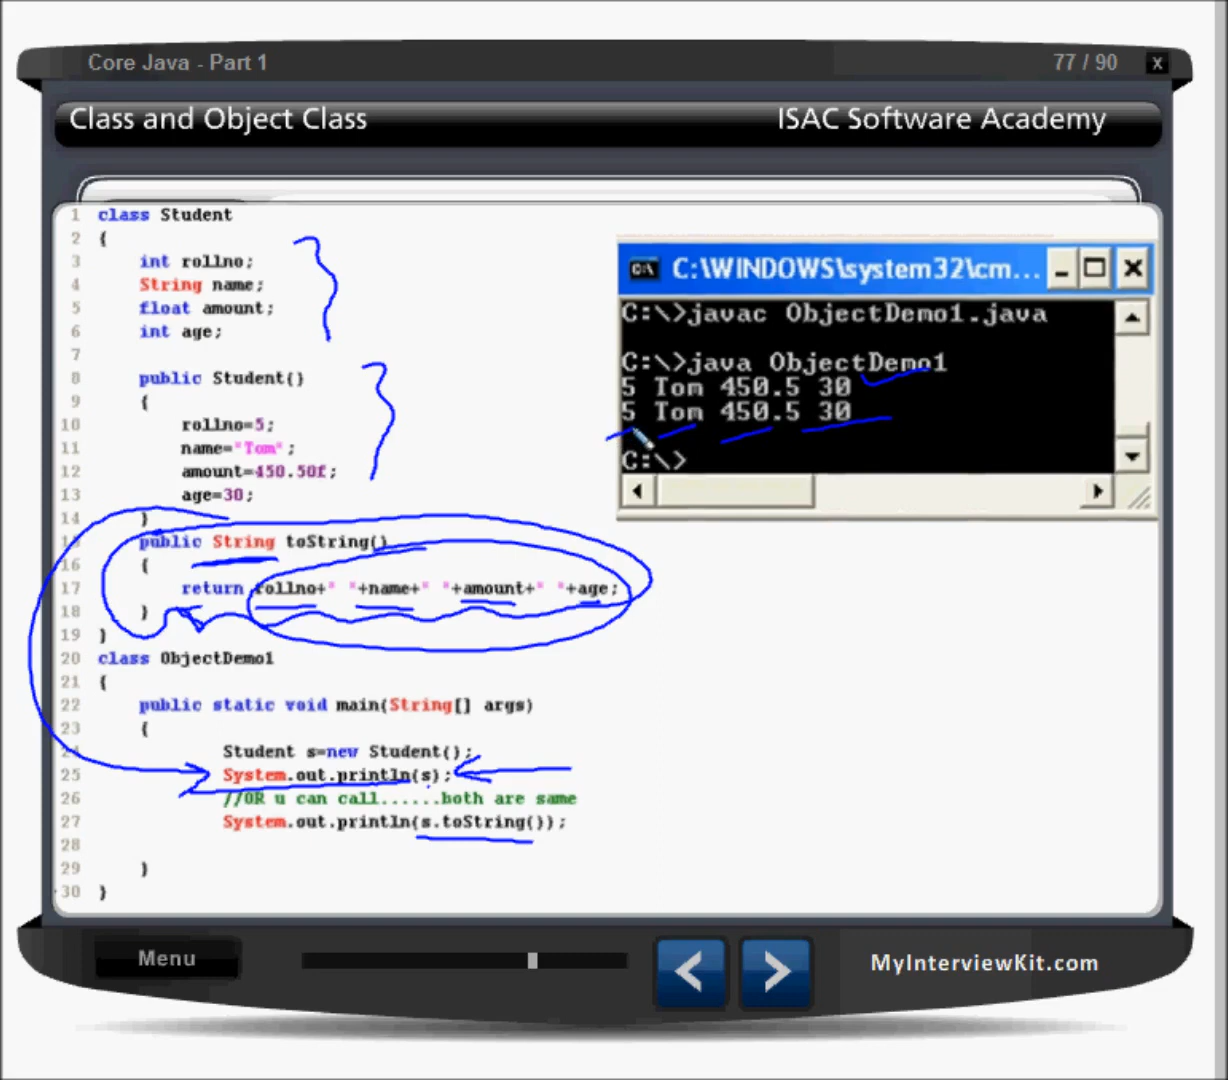 Core Java - Part 1
77 / 90
X
Class and Object Class
ISAC Software Academy
1 class Student
2 {
3 int rollno;
4 String name;
5 float amount;
6 int age;
7
8 public Student()
9 {
10 rollno=5;
11 name="Tom";
12 amount=450.50f;
13 age=30;
14 }
15 public String toString()
16 {
17 return rollno+" "+name+" "+amount+" "+age;
18 }
19 }
20 class ObjectDemo1
21 {
22 public static void main(String[] args)
23 {
24 Student s=new Student();
25 System.out.println(s);
26 //OR u can call......both are same
27 System.out.println(s.toString());
28
29 }
30 }
C:\WINDOWS\system32\cm...
C:\>javac ObjectDemo1.java
C:\>java ObjectDemo1
5 Tom 450.5 30
5 Tom 450.5 30
C:\>
Menu
MyInterviewKit.com